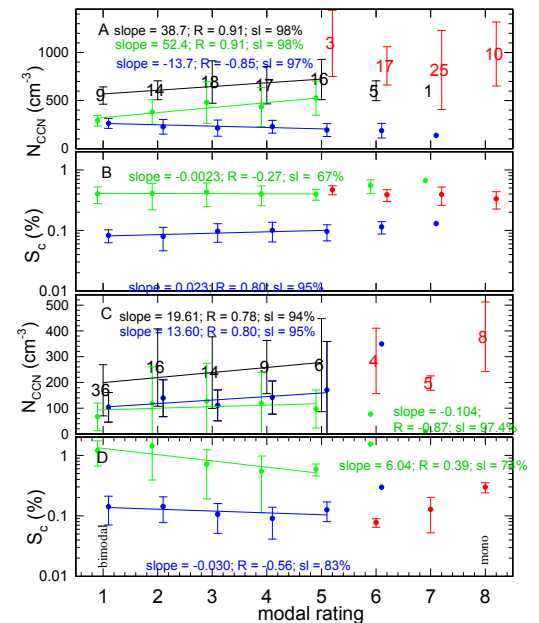 A
slope = 38.7; R = 0.91; sl = 98%
slope = 52.4; R = 0.91; sl = 98%
slope = -13.7; R = -0.85; sl = 97%
N_CCN (cm^-3)
1000
500
0
9
14
18
17
16
3
5
17
1
25
10
B
slope = -0.0023; R = -0.27; sl = 67%
S_c (%)
1
0.1
0.01
slope = 0.023; R = 0.80; sl = 95%
C
slope = 19.61; R = 0.78; sl = 94%
slope = 13.60; R = 0.80; sl = 95%
N_CCN (cm^-3)
500
400
300
200
100
0
36
16
14
9
6
4
5
8
slope = -0.104;
R = -0.87; sl = 97.4%
D
slope = 6.04; R = 0.39; sl = 74%
S_c (%)
1
0.1
0.01
bimodal
mono
slope = -0.030; R = -0.56; sl = 83%
1 2 3 4 5 6 7 8
modal rating